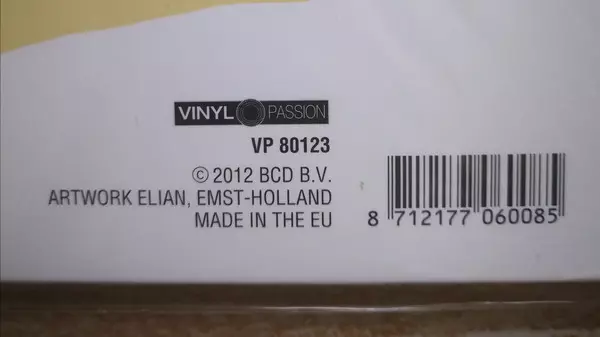 VINYL PASSION
VP 80123
© 2012 BCD B.V.
ARTWORK ELIAN, EMST-HOLLAND
MADE IN THE EU
8 712177 060085